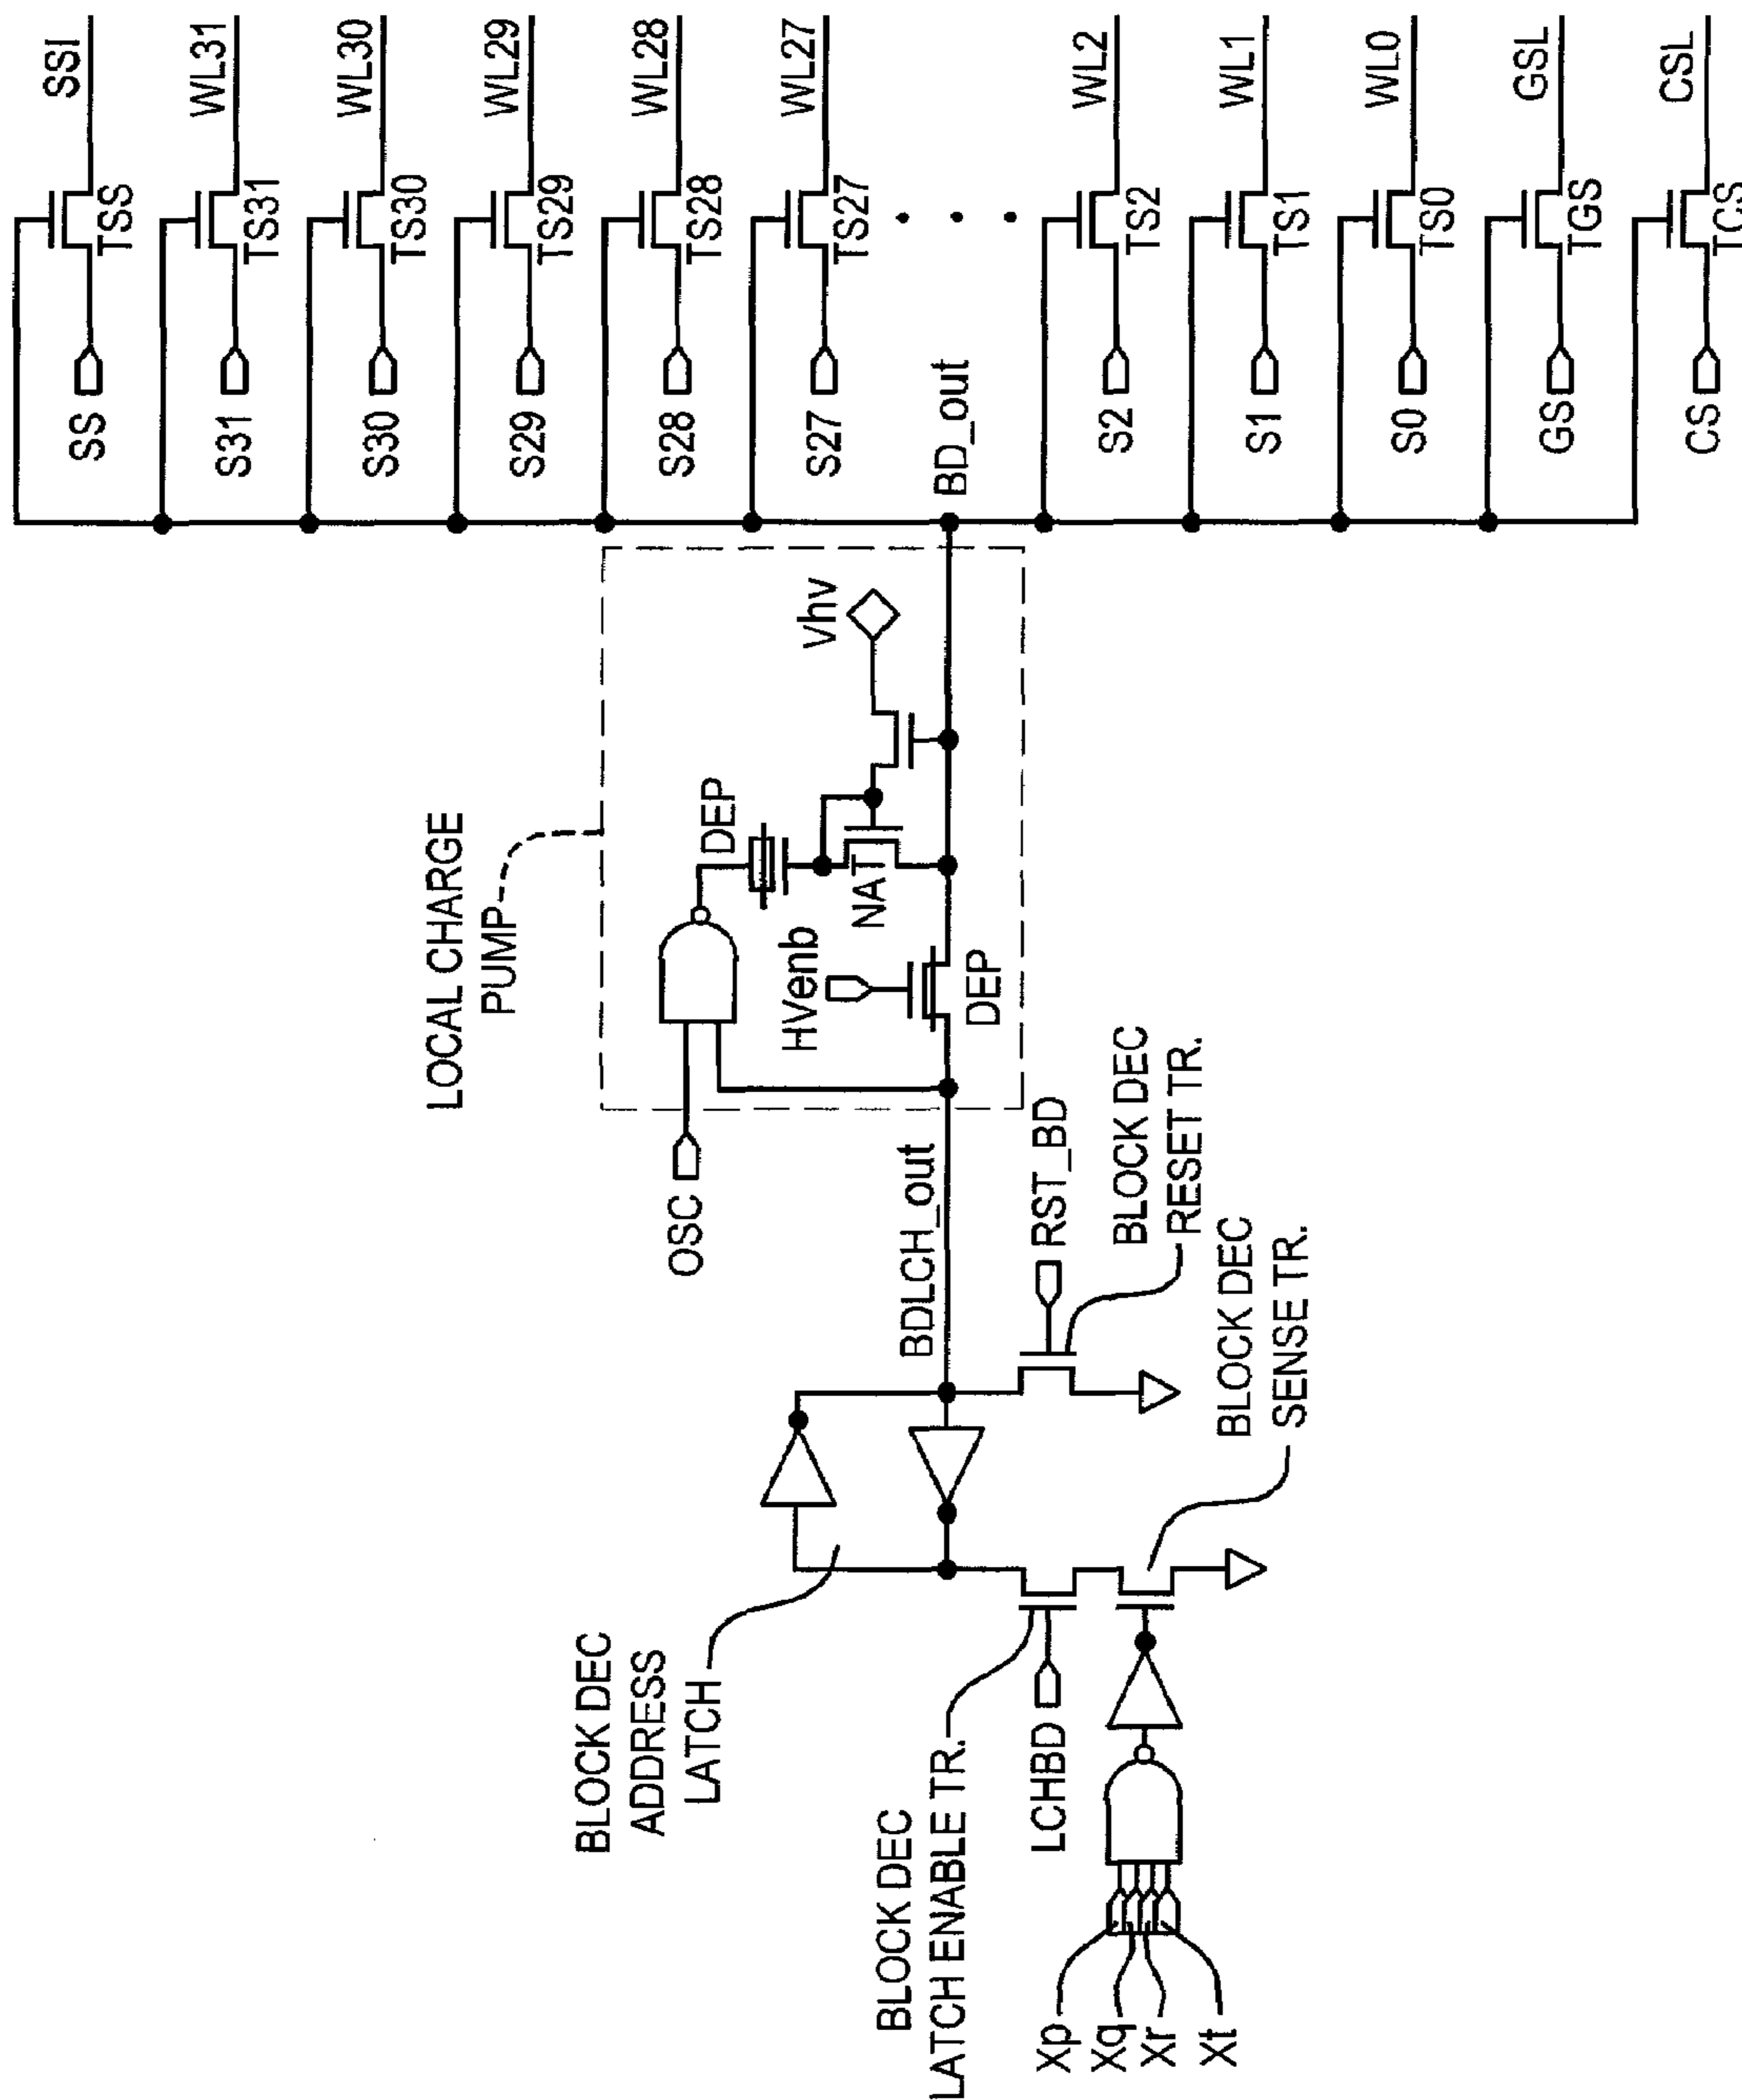 SSl
WL31
WL30
WL29
WL28
WL27
WL2
WL1
WL0
GSL
CSL
TSS
TS31
TS30
TS29
TS28
TS27
TS2
TS1
TS0
TGS
TCS
SS
S31
S30
S29
S28
S27
S2
S1
S0
GS
CS
BD_out
LOCAL CHARGE
PUMP
Vhv
DEP
NAT
HVenb
DEP
OSC
BDLCH_out
RST_BD
BLOCK DEC
RESET TR.
BLOCK DEC
SENSE TR.
BLOCK DEC
ADDRESS
LATCH
BLOCK DEC
LATCH ENABLE TR.
LCHBD
Xp
Xq
Xr
Xt